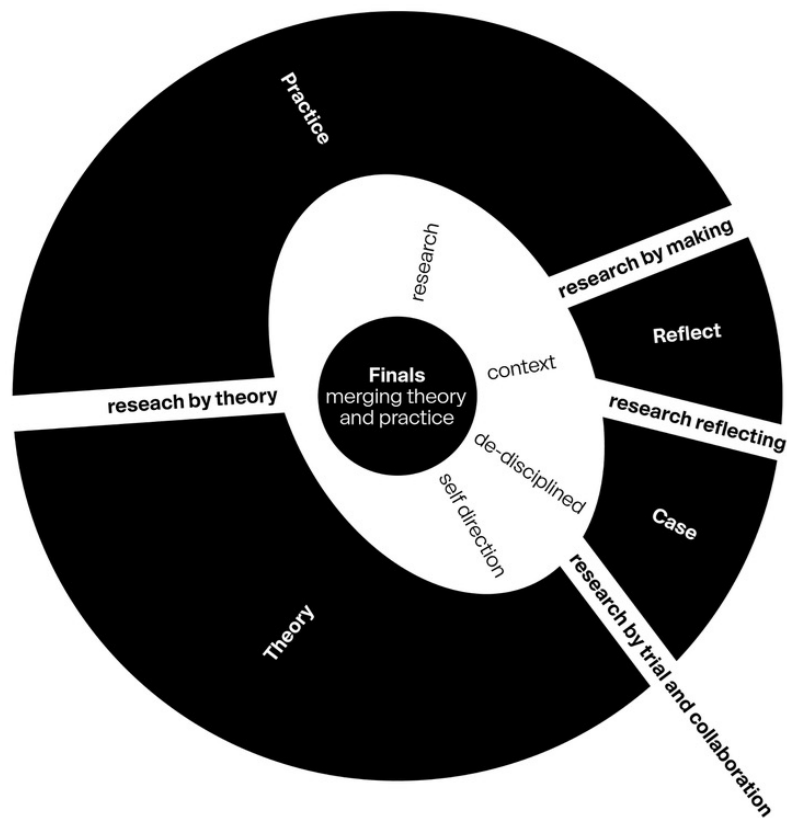 Practice
research
research by making
Reflect
context
Finals
merging theory
and practice
reseach by theory
research reflecting
de-disciplined
self direction
Case
research by trial and collaboration
Theory